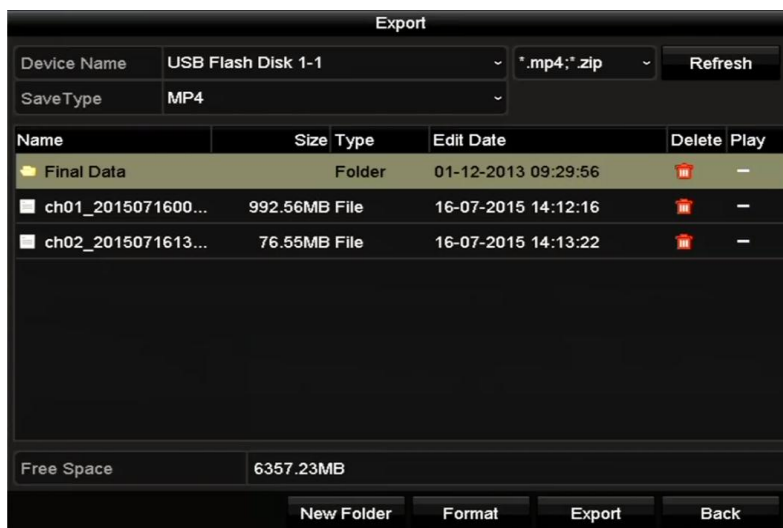 Export
Device Name USB Flash Disk 1-1 *.mp4;*.zip Refresh
SaveType MP4
Name Size Type Edit Date Delete Play
Final Data Folder 01-12-2013 09:29:56 –
ch01_2015071600... 992.56MB File 16-07-2015 14:12:16 –
ch02_2015071613... 76.55MB File 16-07-2015 14:13:22 –
Free Space 6357.23MB
New Folder Format Export Back